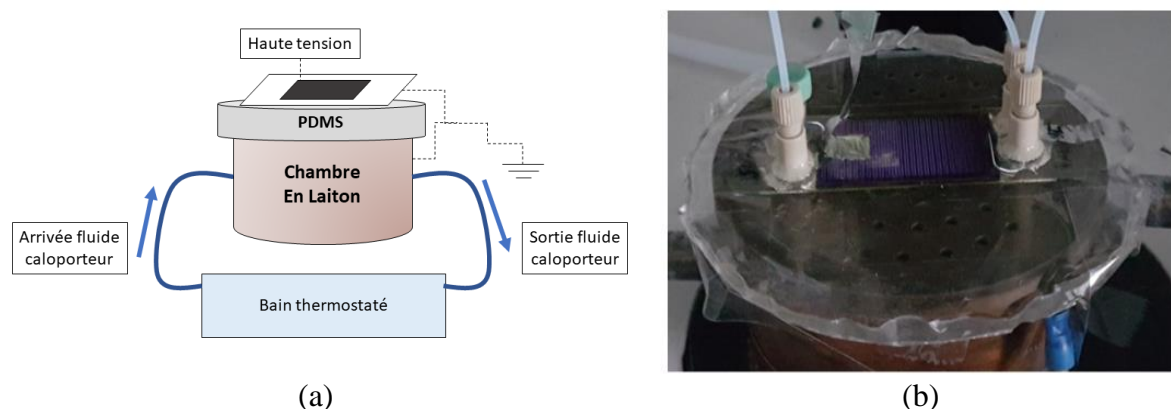 Haute tension
PDMS
Chambre
En Laiton
Arrivée fluide
caloporteur
Sortie fluide
caloporteur
Bain thermostaté
(a)
(b)